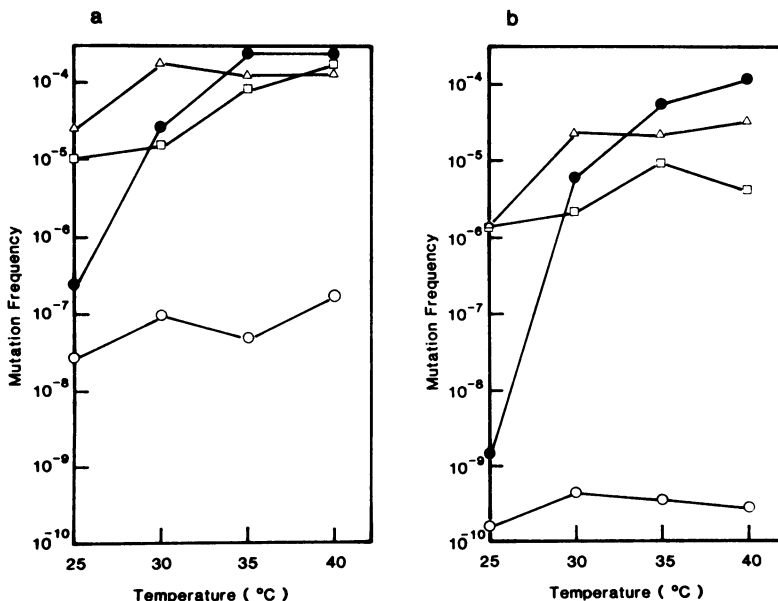 a
10⁻⁴
10⁻⁵
10⁻⁶
10⁻⁷
10⁻⁸
10⁻⁹
10⁻¹⁰
Mutation Frequency
25 30 35 40
Temperature ( °C )
b
10⁻⁴
10⁻⁵
10⁻⁶
10⁻⁷
10⁻⁸
10⁻⁹
10⁻¹⁰
Mutation Frequency
25 30 35 40
Temperature ( °C )